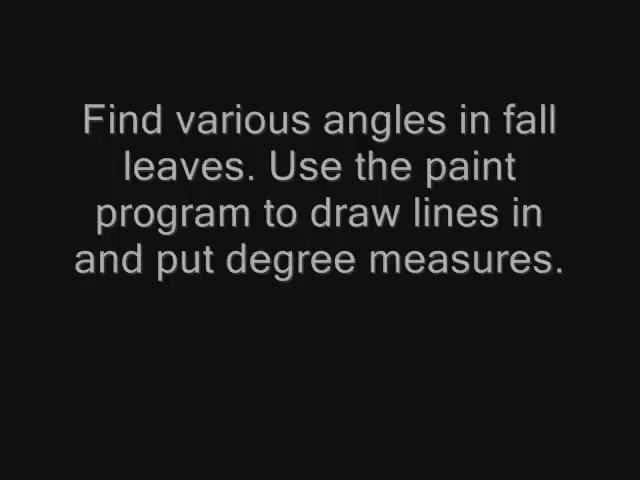 Find various angles in fall
leaves. Use the paint
program to draw lines in
and put degree measures.